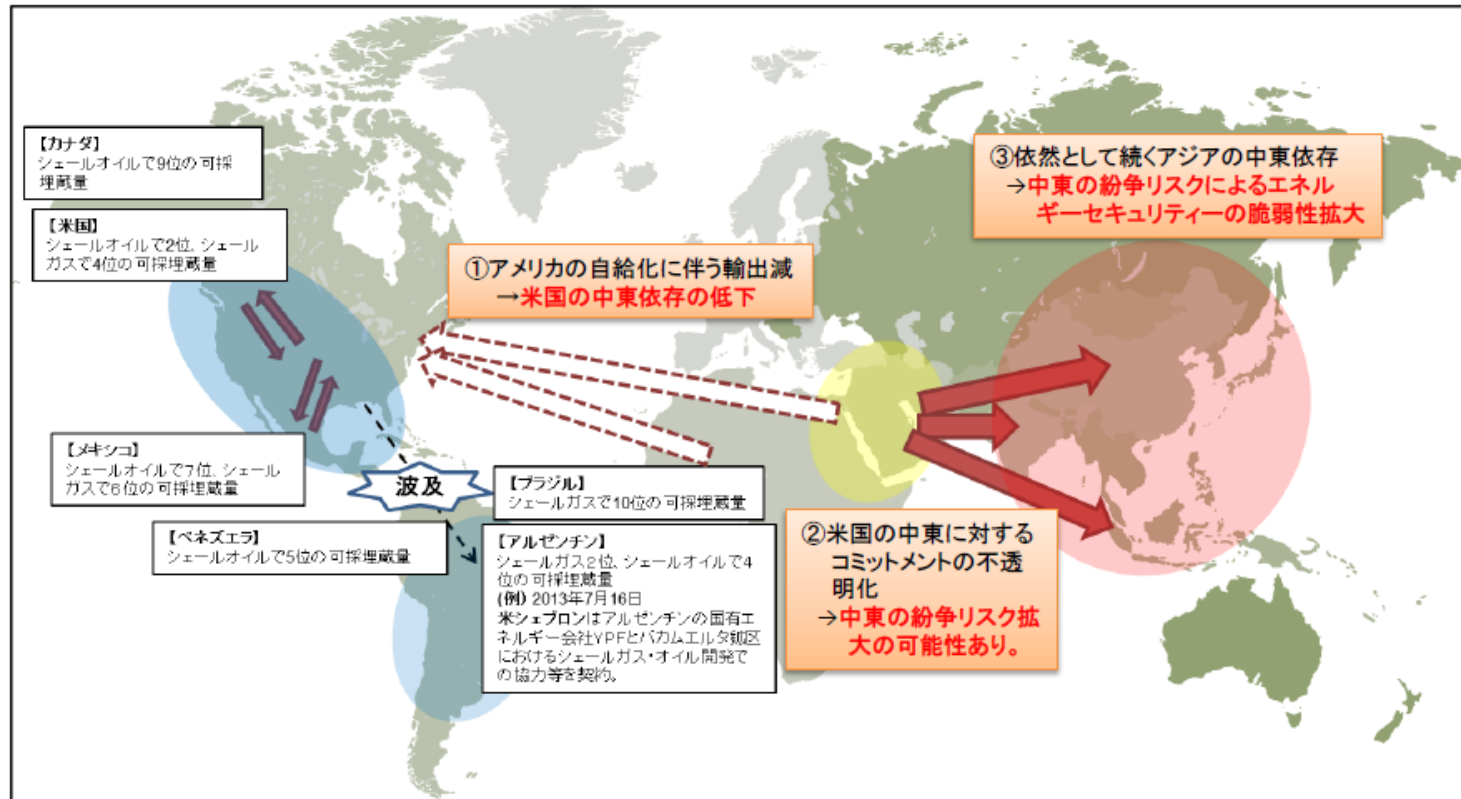 【カナダ】
シェールオイルで9位の可採
埋蔵量
【米国】
シェールオイルで2位、シェール
ガスで4位の可採埋蔵量
①アメリカの自給化に伴う輸出減
→米国の中東依存の低下
③依然として続くアジアの中東依存
→中東の紛争リスクによるエネル
ギーセキュリティーの脆弱性拡大
【メキシコ】
シェールオイルで7位、シェール
ガスで6位の可採埋蔵量
波及
【ブラジル】
シェールガスで10位の可採埋蔵量
【ベネズエラ】
シェールオイルで5位の可採埋蔵量
【アルゼンチン】
シェールガス2位、シェールオイルで4
位の可採埋蔵量
(例) 2013年7月16日
米シェブロンはアルゼンチンの国有エ
ネルギー会社YPFとバカムエルタ鉱区
におけるシェールガス・オイル開発で
の協力等を契約。
②米国の中東に対する
コミットメントの不透
明化
→中東の紛争リスク拡
大の可能性あり。